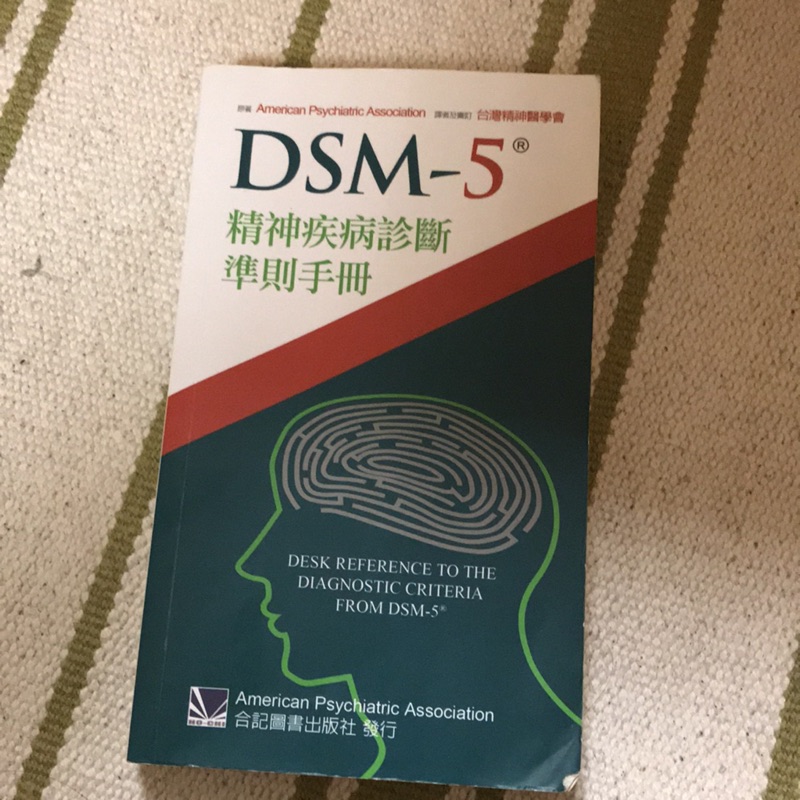 原著 American Psychiatric Association 譯者及審訂 台灣精神醫學會
DSM-5®
精神疾病診斷
準則手冊
DESK REFERENCE TO THE
DIAGNOSTIC CRITERIA
FROM DSM-5®
HO-CHI
American Psychiatric Association
合記圖書出版社 發行